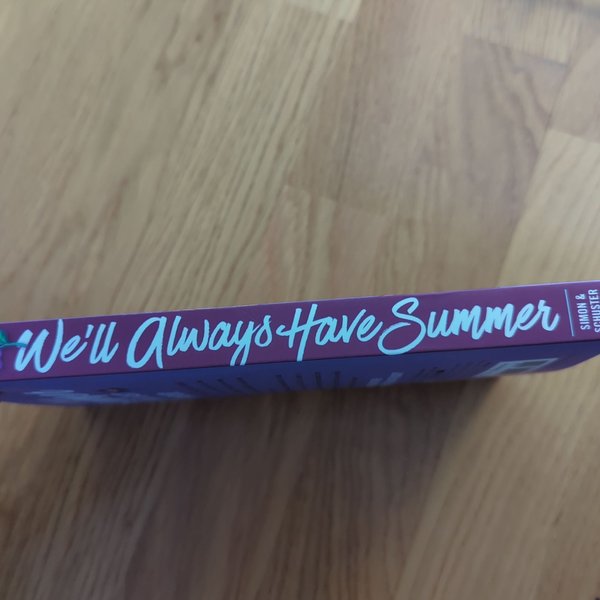 We'll Always Have Summer
SIMON &
SCHUSTER